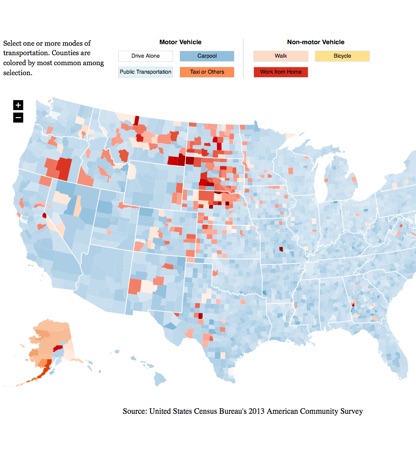 Select one or more modes of
transportation. Counties are
colored by most common among
selection.
Motor Vehicle
Non-motor Vehicle
Drive Alone
Carpool
Walk
Bicycle
Public Transportation
Taxi or Others
Work from Home
+
−
Source: United States Census Bureau's 2013 American Community Survey